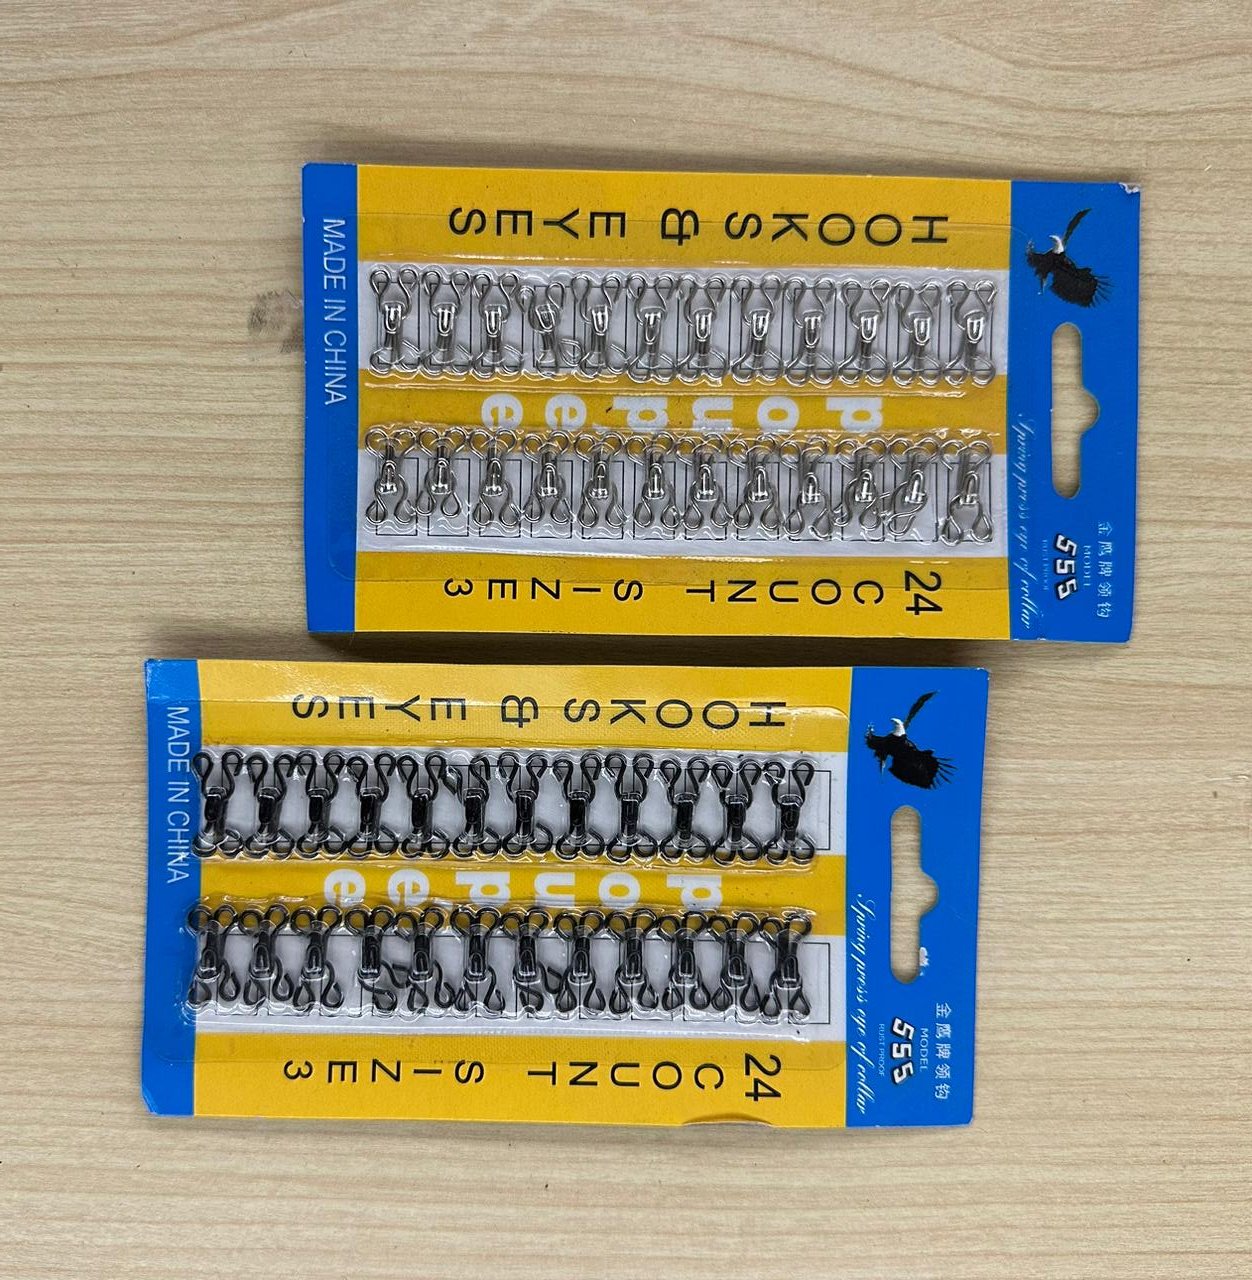 金鹰牌领钩
MODEL
555
RUST PROOF
Spring press eye of collar
HOOKS & EYES
poupée
24 COUNT SIZE 3
MADE IN CHINA
金鹰牌领钩
MODEL
555
RUST PROOF
Spring press eye of collar
HOOKS & EYES
poupée
24 COUNT SIZE 3
MADE IN CHINA